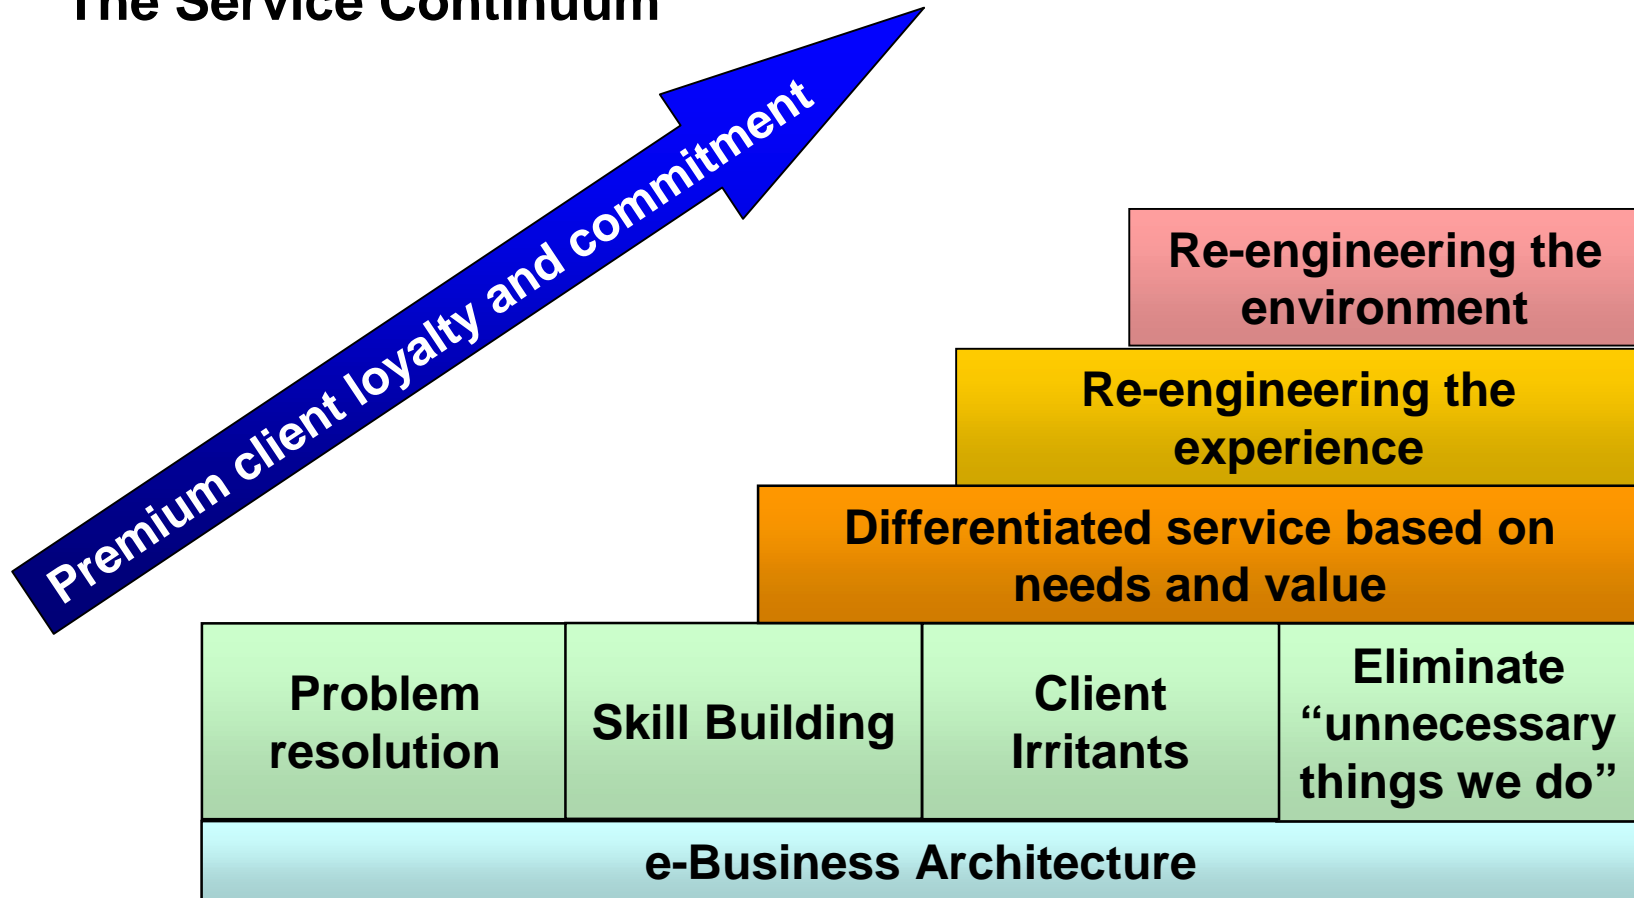 The Service Continuum
Premium client loyalty and commitment
Re-engineering the
environment
Re-engineering the
experience
Differentiated service based on
needs and value
Problem
resolution
Skill Building
Client
Irritants
Eliminate
“unnecessary
things we do”
e-Business Architecture